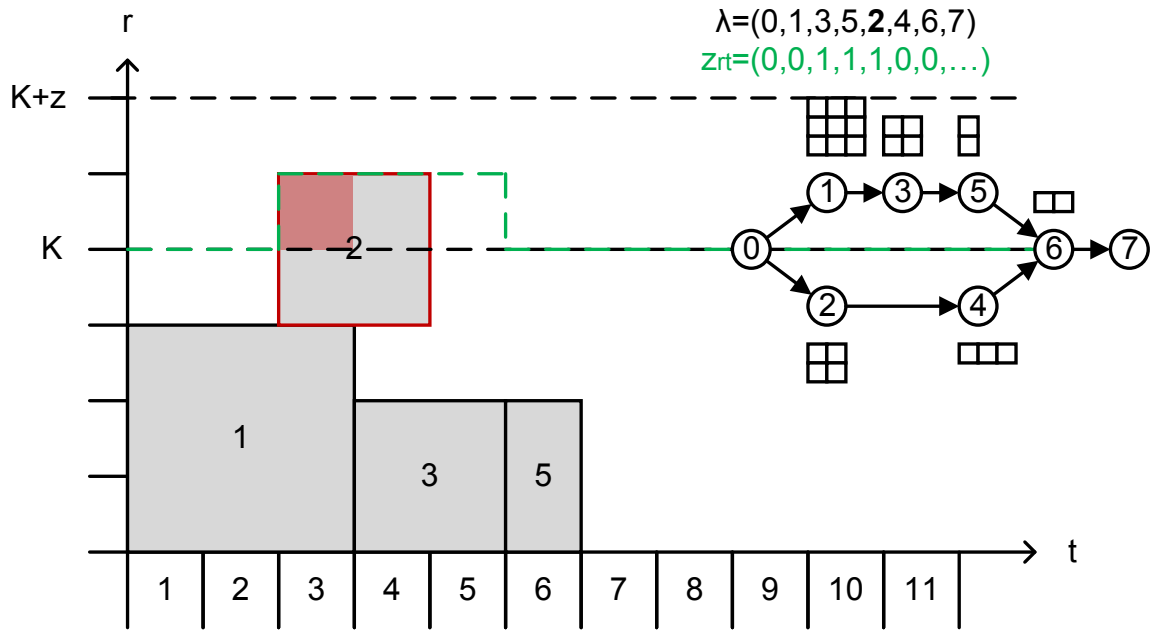 r
λ=(0,1,3,5,2,4,6,7)
zrt=(0,0,1,1,1,0,0,...)
K+z
K
2
1
3
5
0
1
3
5
6
7
2
4
1 2 3 4 5 6 7 8 9 10 11
t